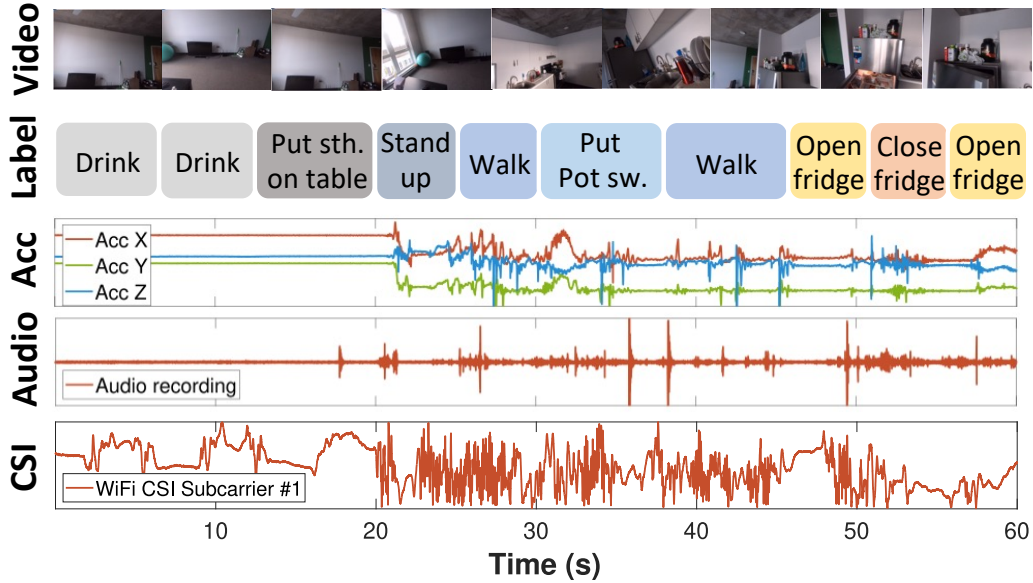 Video
Label
Drink
Drink
Put sth.
on table
Stand
up
Walk
Put
Pot sw.
Walk
Open
fridge
Close
fridge
Open
fridge
Acc
Acc X
Acc Y
Acc Z
Audio
Audio recording
CSI
WiFi CSI Subcarrier #1
10
20
30
40
50
60
Time (s)